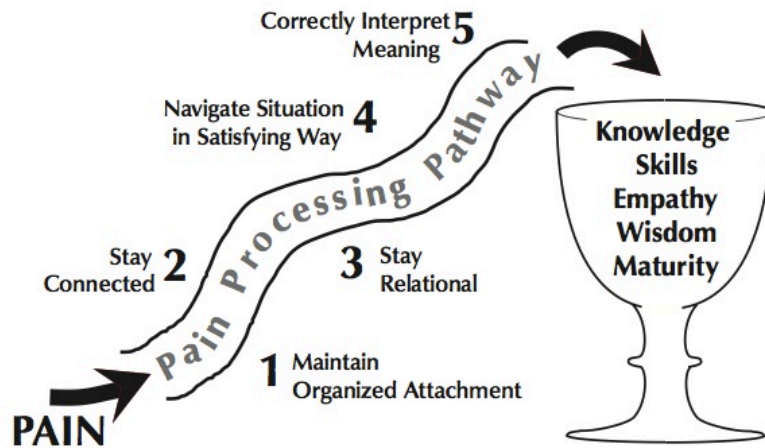 Correctly Interpret 5
Meaning
Navigate Situation 4
in Satisfying Way
Pain Processing Pathway
Knowledge
Skills
Empathy
Wisdom
Maturity
Stay 2
Connected
3 Stay
Relational
1 Maintain
Organized Attachment
PAIN